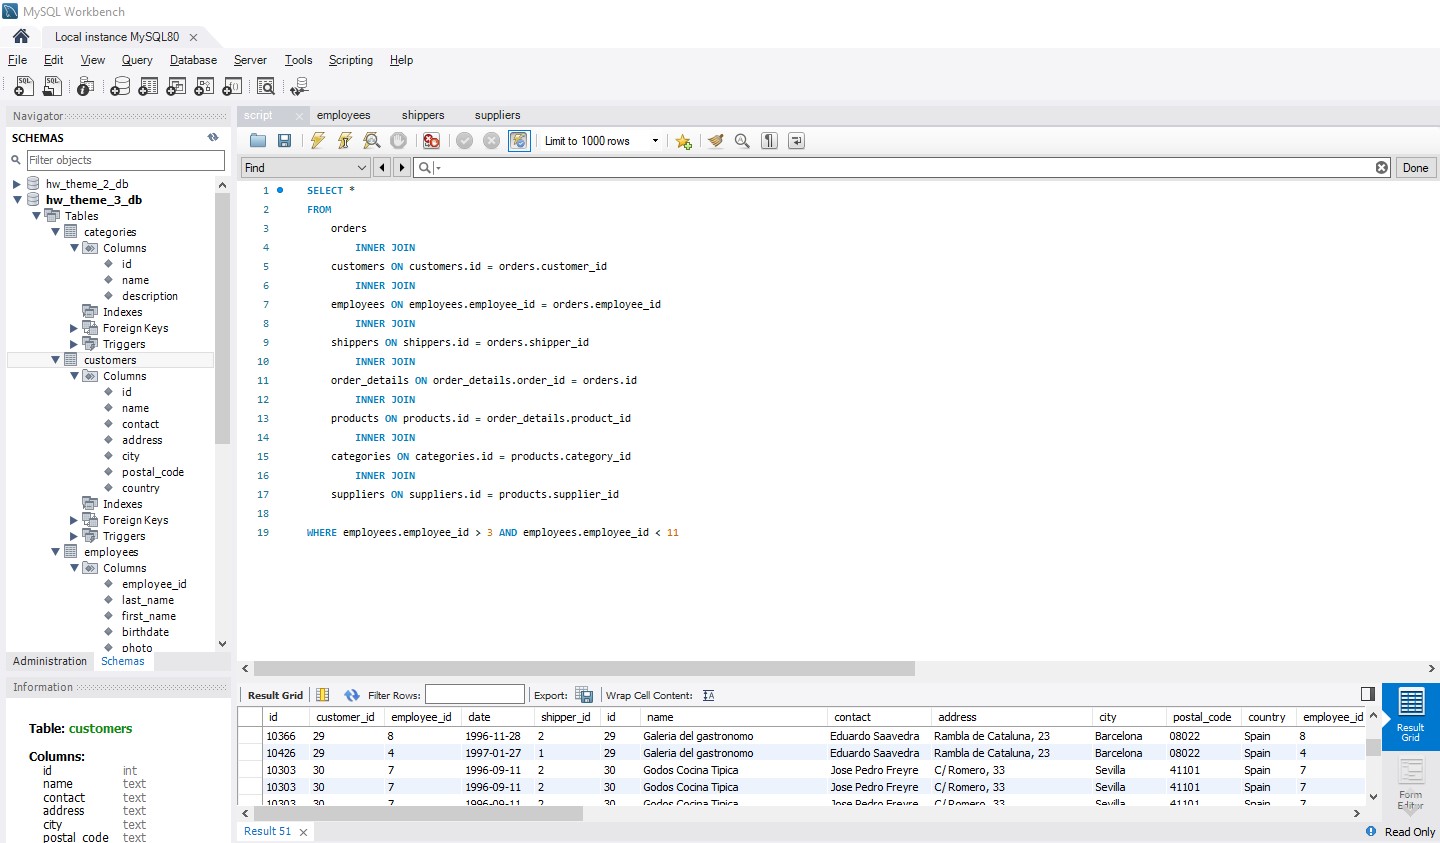 MySQL Workbench
Local instance MySQL80
File Edit View Query Database Server Tools Scripting Help
Navigator
SCHEMAS
Filter objects
hw_theme_2_db
hw_theme_3_db
Tables
categories
Columns
id
name
description
Indexes
Foreign Keys
Triggers
customers
Columns
id
name
contact
address
city
postal_code
country
Indexes
Foreign Keys
Triggers
employees
Columns
employee_id
last_name
first_name
birthdate
photo
Administration Schemas
Information
Table: customers
Columns:
id int
name text
contact text
address text
city text
postal_code text
script employees shippers suppliers
Limit to 1000 rows
Find Done
1 SELECT *
2 FROM
3 orders
4 INNER JOIN
5 customers ON customers.id = orders.customer_id
6 INNER JOIN
7 employees ON employees.employee_id = orders.employee_id
8 INNER JOIN
9 shippers ON shippers.id = orders.shipper_id
10 INNER JOIN
11 order_details ON order_details.order_id = orders.id
12 INNER JOIN
13 products ON products.id = order_details.product_id
14 INNER JOIN
15 categories ON categories.id = products.category_id
16 INNER JOIN
17 suppliers ON suppliers.id = products.supplier_id
18
19 WHERE employees.employee_id > 3 AND employees.employee_id < 11
Result Grid Filter Rows: Export: Wrap Cell Content:
id customer_id employee_id date shipper_id id name contact address city postal_code country employee_id
10366 29 8 1996-11-28 2 29 Galeria del gastronomo Eduardo Saavedra Rambla de Cataluna, 23 Barcelona 08022 Spain 8
10426 29 4 1997-01-27 1 29 Galeria del gastronomo Eduardo Saavedra Rambla de Cataluna, 23 Barcelona 08022 Spain 4
10303 30 7 1996-09-11 2 30 Godos Cocina Tipica Jose Pedro Freyre C/ Romero, 33 Sevilla 41101 Spain 7
10303 30 7 1996-09-11 2 30 Godos Cocina Tipica Jose Pedro Freyre C/ Romero, 33 Sevilla 41101 Spain 7
10303 30 7 1996-09-11 2 30 Godos Cocina Tipica Jose Pedro Freyre C/ Romero, 33 Sevilla 41101 Spain 7
Result Grid
Form Editor
Result 51
Read Only